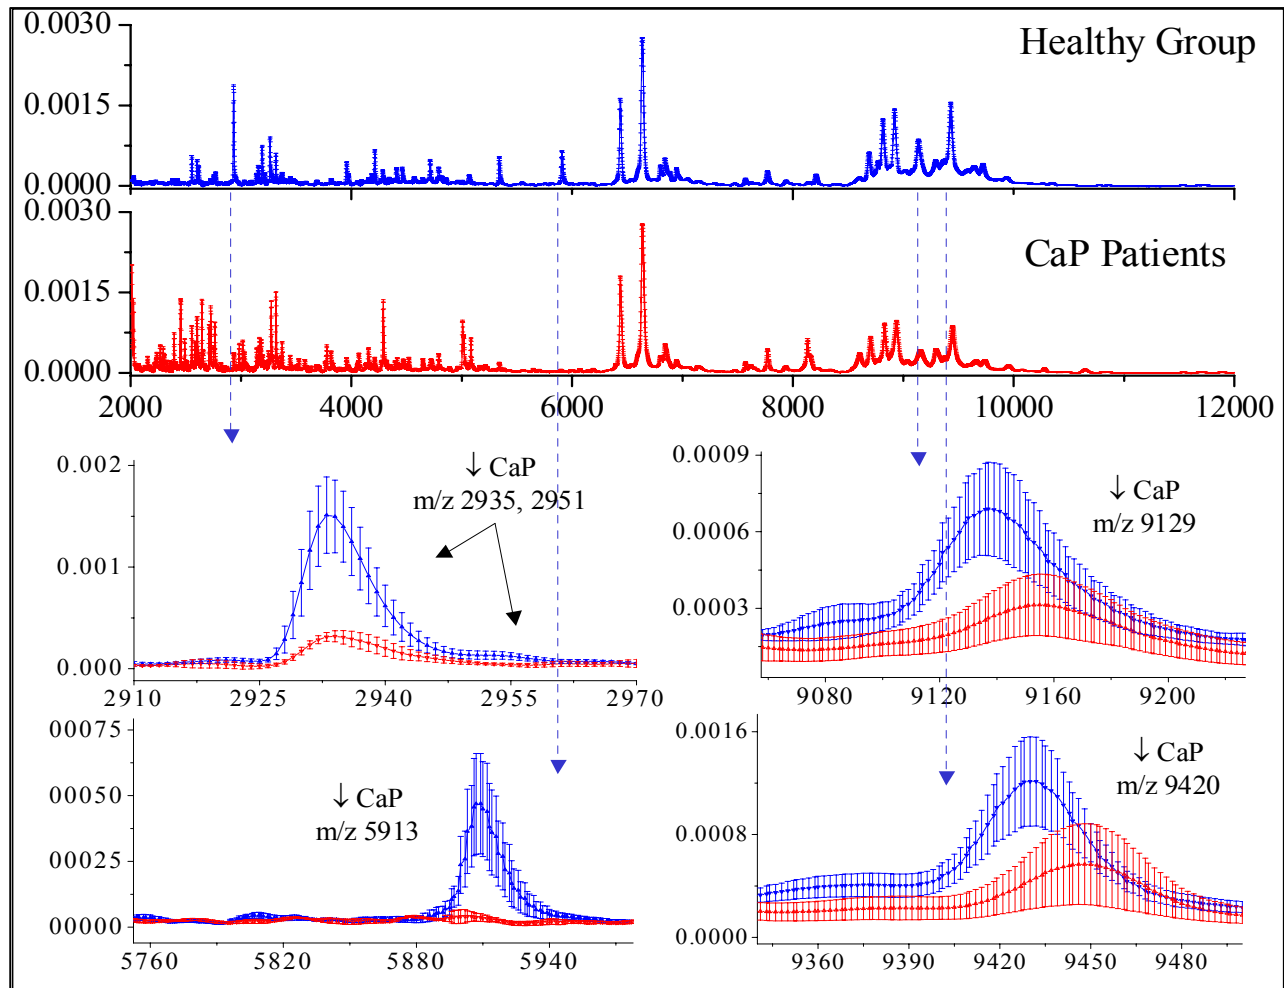 0.0030
Healthy Group
0.0015
0.0000
0.0030
CaP Patients
0.0015
0.0000
2000 4000 6000 8000 10000 12000
0.002
↓ CaP
m/z 2935, 2951
0.001
0.000
2910 2925 2940 2955 2970
0.0009
↓ CaP
m/z 9129
0.0006
0.0003
9080 9120 9160 9200
00075
00050
↓ CaP
m/z 5913
00025
00000
5760 5820 5880 5940
0.0016
↓ CaP
m/z 9420
0.0008
0.0000
9360 9390 9420 9450 9480